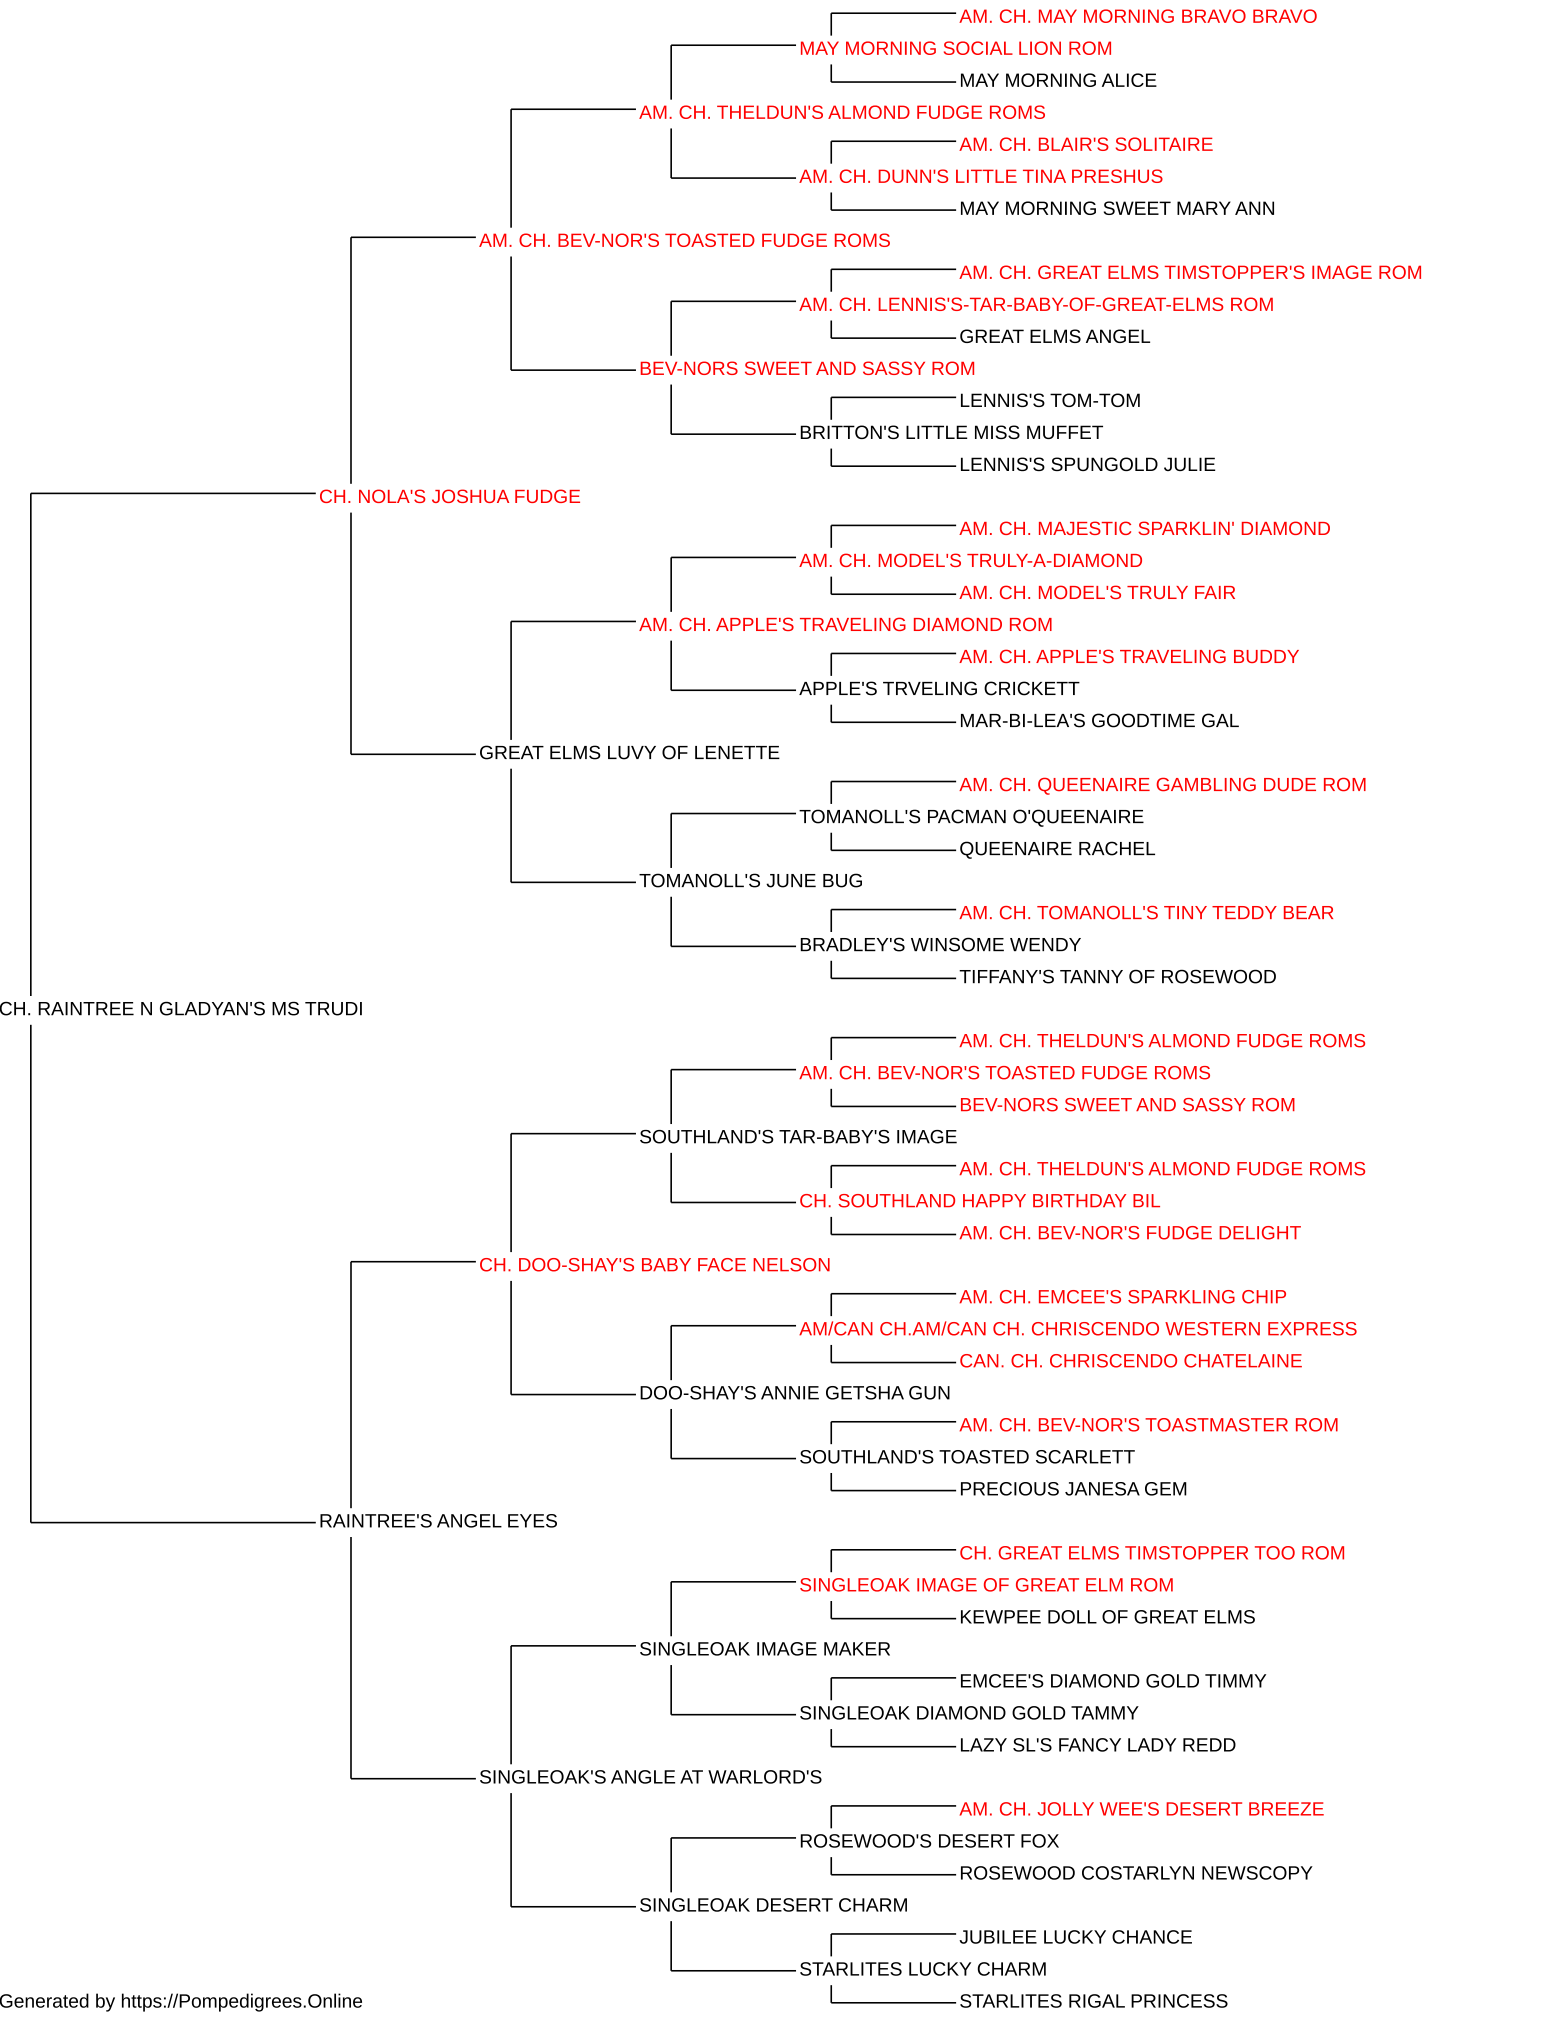 AM. CH. MAY MORNING BRAVO BRAVO
MAY MORNING SOCIAL LION ROM
MAY MORNING ALICE
AM. CH. THELDUN'S ALMOND FUDGE ROMS
AM. CH. BLAIR'S SOLITAIRE
AM. CH. DUNN'S LITTLE TINA PRESHUS
MAY MORNING SWEET MARY ANN
AM. CH. BEV-NOR'S TOASTED FUDGE ROMS
AM. CH. GREAT ELMS TIMSTOPPER'S IMAGE ROM
AM. CH. LENNIS'S-TAR-BABY-OF-GREAT-ELMS ROM
GREAT ELMS ANGEL
BEV-NORS SWEET AND SASSY ROM
LENNIS'S TOM-TOM
BRITTON'S LITTLE MISS MUFFET
LENNIS'S SPUNGOLD JULIE
CH. NOLA'S JOSHUA FUDGE
AM. CH. MAJESTIC SPARKLIN' DIAMOND
AM. CH. MODEL'S TRULY-A-DIAMOND
AM. CH. MODEL'S TRULY FAIR
AM. CH. APPLE'S TRAVELING DIAMOND ROM
AM. CH. APPLE'S TRAVELING BUDDY
APPLE'S TRVELING CRICKETT
MAR-BI-LEA'S GOODTIME GAL
GREAT ELMS LUVY OF LENETTE
AM. CH. QUEENAIRE GAMBLING DUDE ROM
TOMANOLL'S PACMAN O'QUEENAIRE
QUEENAIRE RACHEL
TOMANOLL'S JUNE BUG
AM. CH. TOMANOLL'S TINY TEDDY BEAR
BRADLEY'S WINSOME WENDY
TIFFANY'S TANNY OF ROSEWOOD
CH. RAINTREE N GLADYAN'S MS TRUDI
AM. CH. THELDUN'S ALMOND FUDGE ROMS
AM. CH. BEV-NOR'S TOASTED FUDGE ROMS
BEV-NORS SWEET AND SASSY ROM
SOUTHLAND'S TAR-BABY'S IMAGE
AM. CH. THELDUN'S ALMOND FUDGE ROMS
CH. SOUTHLAND HAPPY BIRTHDAY BIL
AM. CH. BEV-NOR'S FUDGE DELIGHT
CH. DOO-SHAY'S BABY FACE NELSON
AM. CH. EMCEE'S SPARKLING CHIP
AM/CAN CH.AM/CAN CH. CHRISCENDO WESTERN EXPRESS
CAN. CH. CHRISCENDO CHATELAINE
DOO-SHAY'S ANNIE GETSHA GUN
AM. CH. BEV-NOR'S TOASTMASTER ROM
SOUTHLAND'S TOASTED SCARLETT
PRECIOUS JANESA GEM
RAINTREE'S ANGEL EYES
CH. GREAT ELMS TIMSTOPPER TOO ROM
SINGLEOAK IMAGE OF GREAT ELM ROM
KEWPEE DOLL OF GREAT ELMS
SINGLEOAK IMAGE MAKER
EMCEE'S DIAMOND GOLD TIMMY
SINGLEOAK DIAMOND GOLD TAMMY
LAZY SL'S FANCY LADY REDD
SINGLEOAK'S ANGLE AT WARLORD'S
AM. CH. JOLLY WEE'S DESERT BREEZE
ROSEWOOD'S DESERT FOX
ROSEWOOD COSTARLYN NEWSCOPY
SINGLEOAK DESERT CHARM
JUBILEE LUCKY CHANCE
STARLITES LUCKY CHARM
STARLITES RIGAL PRINCESS
Generated by https://Pompedigrees.Online